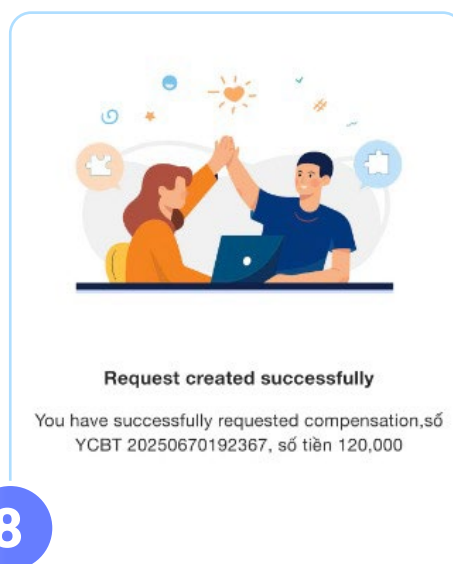 Request created successfully
You have successfully requested compensation,số
YCBT 20250670192367, số tiền 120,000
8